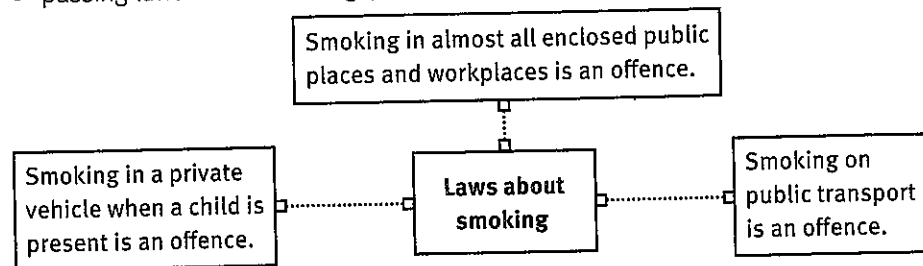 passing
Smoking in almost all enclosed public
places and workplaces is an offence.
Smoking in a private
vehicle when a child is
present is an offence.
Laws about
smoking
Smoking on
public transport
is an offence.